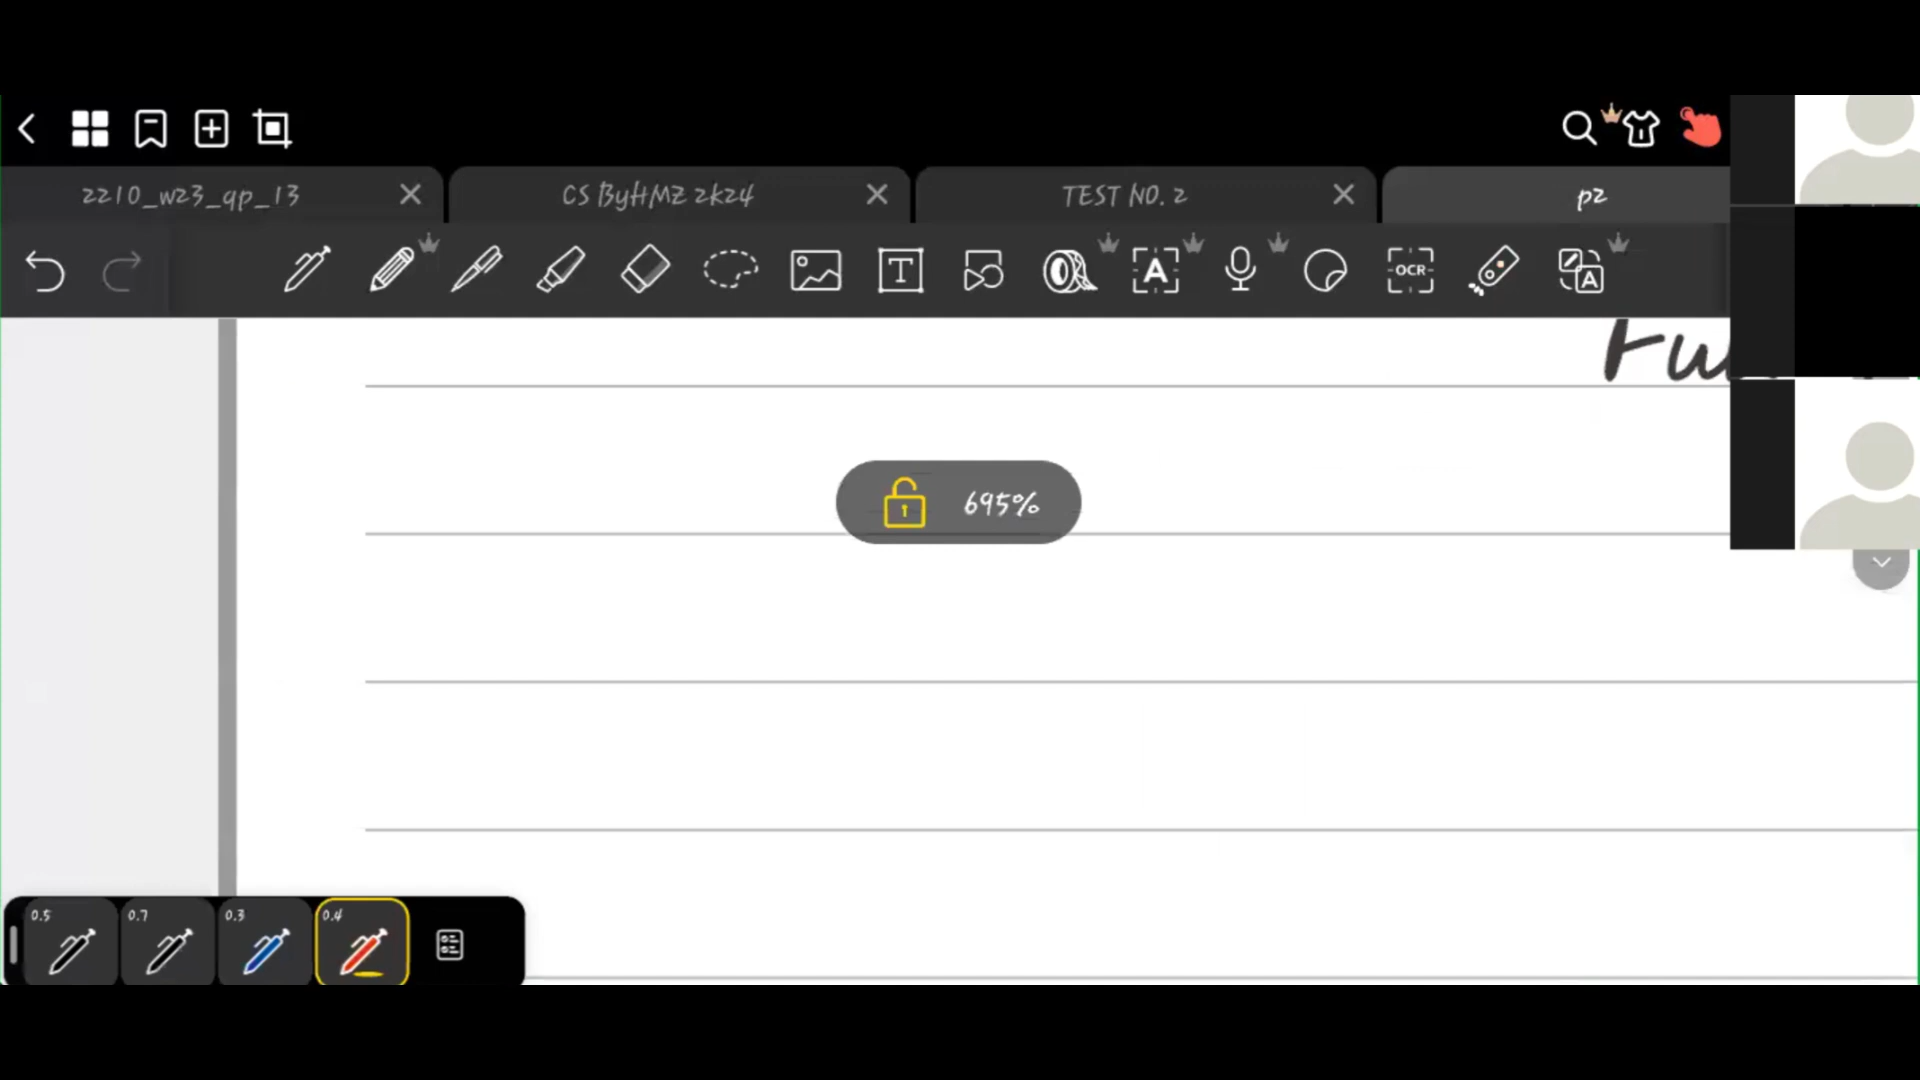 2210_w23_qp_13
CS ByHMZ 2k24
TEST NO. 2
p2
T
A
OCR
A
695%
0.5
0.7
0.3
0.4